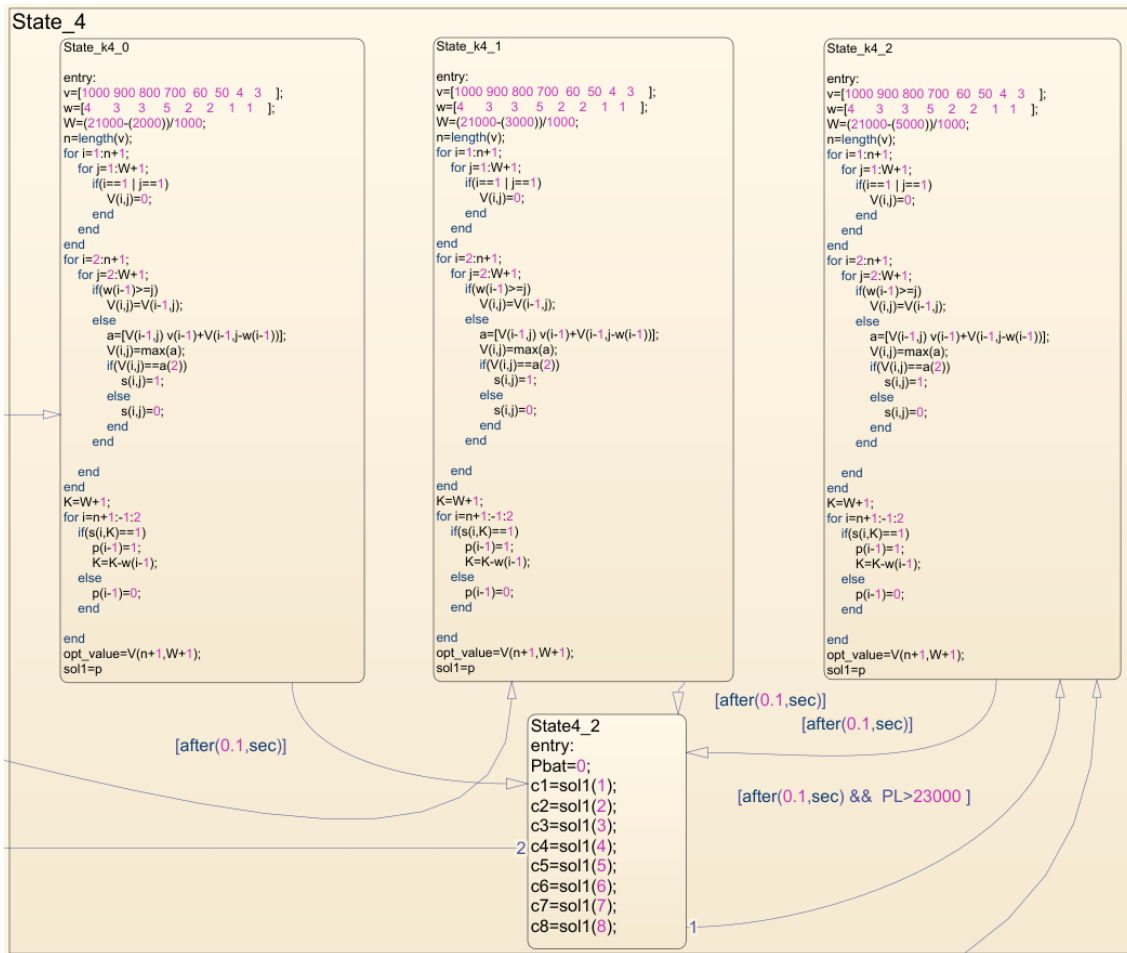 State_4
State_k4_0
entry:
v=[1000 900 800 700 60 50 4 3 ];
w=[4 3 3 5 2 2 1 1 ];
W=(21000-(2000))/1000;
n=length(v);
for i=1:n+1;
for j=1:W+1;
if(i==1 | j==1)
V(i,j)=0;
end
end
end
for i=2:n+1;
for j=2:W+1;
if(w(i-1)>=j)
V(i,j)=V(i-1,j);
else
a=[V(i-1,j) v(i-1)+V(i-1,j-w(i-1))];
V(i,j)=max(a);
if(V(i,j)==a(2))
s(i,j)=1;
else
s(i,j)=0;
end
end
end
end
K=W+1;
for i=n+1:-1:2
if(s(i,K)==1)
p(i-1)=1;
K=K-w(i-1);
else
p(i-1)=0;
end
end
opt_value=V(n+1,W+1);
sol1=p
State_k4_1
entry:
v=[1000 900 800 700 60 50 4 3 ];
w=[4 3 3 5 2 2 1 1 ];
W=(21000-(3000))/1000;
n=length(v);
for i=1:n+1;
for j=1:W+1;
if(i==1 | j==1)
V(i,j)=0;
end
end
end
for i=2:n+1;
for j=2:W+1;
if(w(i-1)>=j)
V(i,j)=V(i-1,j);
else
a=[V(i-1,j) v(i-1)+V(i-1,j-w(i-1))];
V(i,j)=max(a);
if(V(i,j)==a(2))
s(i,j)=1;
else
s(i,j)=0;
end
end
end
end
K=W+1;
for i=n+1:-1:2
if(s(i,K)==1)
p(i-1)=1;
K=K-w(i-1);
else
p(i-1)=0;
end
end
opt_value=V(n+1,W+1);
sol1=p
State_k4_2
entry:
v=[1000 900 800 700 60 50 4 3 ];
w=[4 3 3 5 2 2 1 1 ];
W=(21000-(5000))/1000;
n=length(v);
for i=1:n+1;
for j=1:W+1;
if(i==1 | j==1)
V(i,j)=0;
end
end
end
for i=2:n+1;
for j=2:W+1;
if(w(i-1)>=j)
V(i,j)=V(i-1,j);
else
a=[V(i-1,j) v(i-1)+V(i-1,j-w(i-1))];
V(i,j)=max(a);
if(V(i,j)==a(2))
s(i,j)=1;
else
s(i,j)=0;
end
end
end
end
K=W+1;
for i=n+1:-1:2
if(s(i,K)==1)
p(i-1)=1;
K=K-w(i-1);
else
p(i-1)=0;
end
end
opt_value=V(n+1,W+1);
sol1=p
[after(0.1,sec)]
[after(0.1,sec)]
[after(0.1,sec)]
[after(0.1,sec) && PL>23000 ]
State4_2
entry:
Pbat=0;
c1=sol1(1);
c2=sol1(2);
c3=sol1(3);
c4=sol1(4);
c5=sol1(5);
c6=sol1(6);
c7=sol1(7);
c8=sol1(8);
2
1